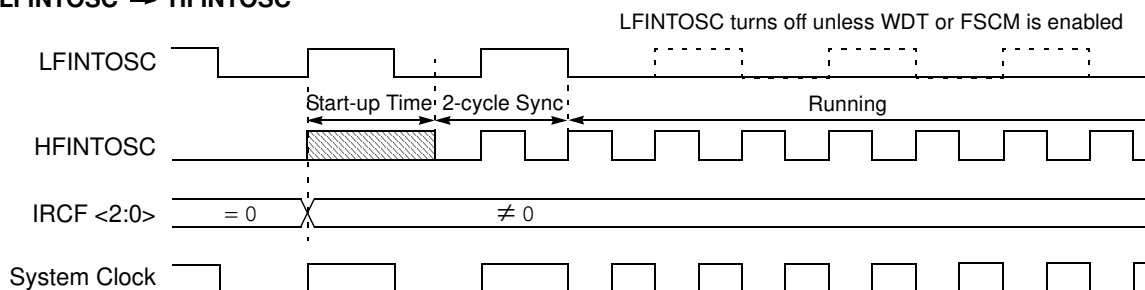 LFINTOSC → HFINTOSC
LFINTOSC turns off unless WDT or FSCM is enabled
LFINTOSC
Start-up Time 2-cycle Sync Running
HFINTOSC
IRCF <2:0> = 0 ≠ 0
System Clock